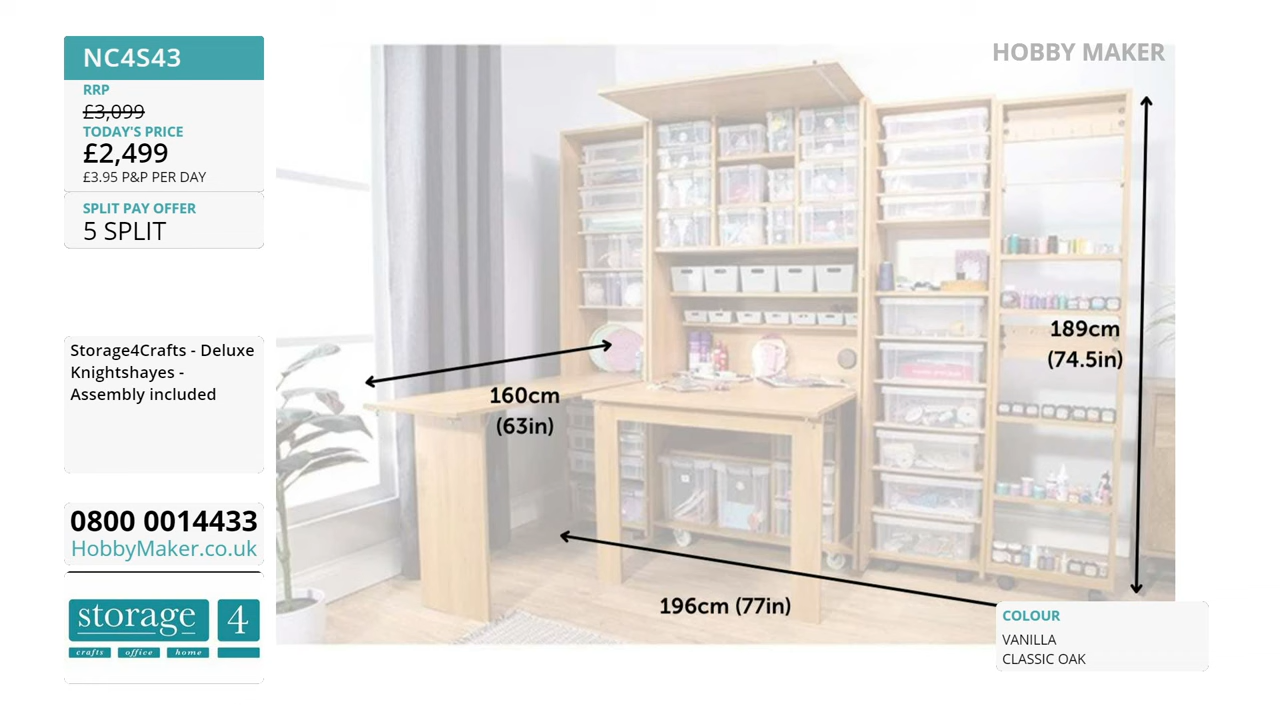 NC4S43
RRP
£3,099
TODAY'S PRICE
£2,499
£3.95 P&P PER DAY
SPLIT PAY OFFER
5 SPLIT
Storage4Crafts - Deluxe
Knightshayes -
Assembly included
0800 0014433
HobbyMaker.co.uk
storage 4
crafts office home
HOBBY MAKER
189cm
(74.5in)
160cm
(63in)
196cm (77in)
COLOUR
VANILLA
CLASSIC OAK